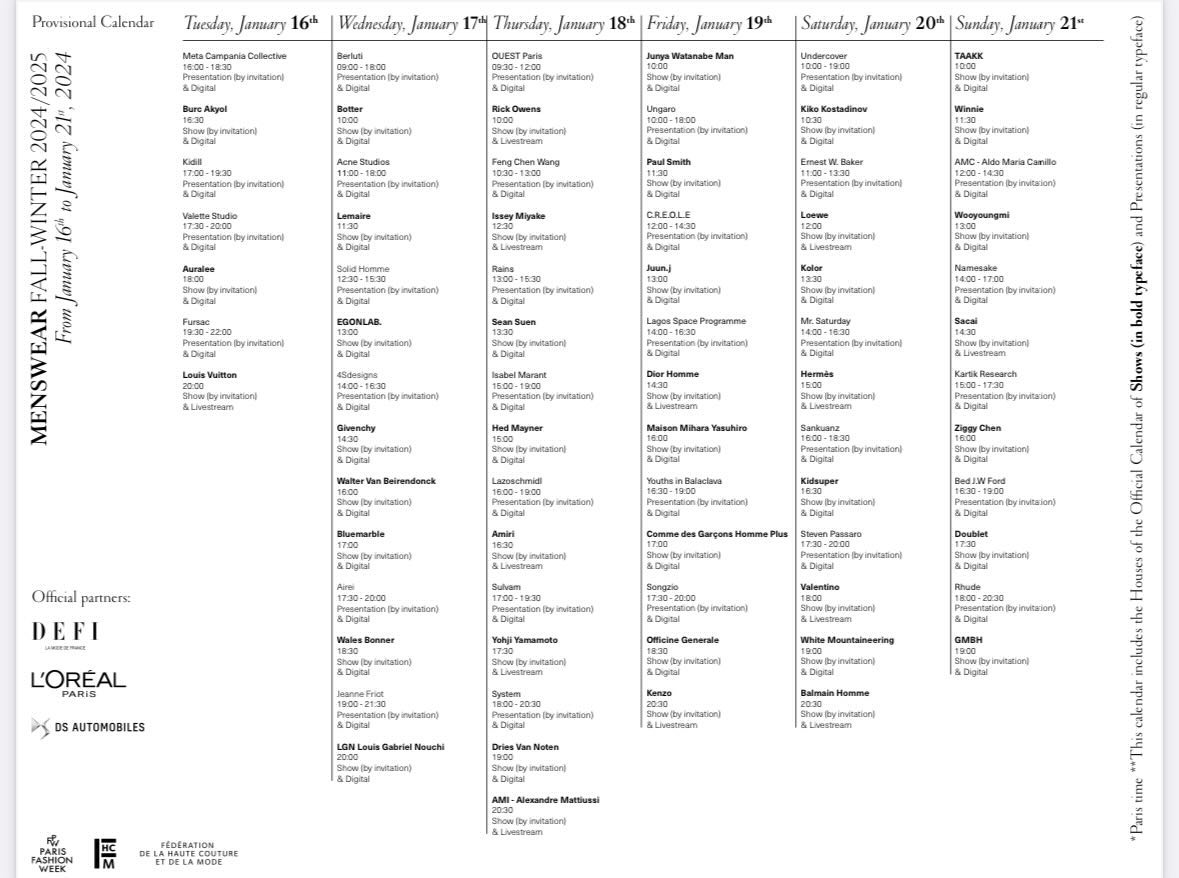 Provisional Calendar
MENSWEAR FALL-WINTER 2024/2025
From January 16th to January 21st, 2024
Tuesday, January 16th
Meta Campania Collective
16:00 - 18:30
Presentation (by invitation)
& Digital
Burc Akyol
16:30
Show (by invitation)
& Digital
Kidill
17:00 - 19:30
Presentation (by invitation)
& Digital
Valette Studio
17:30 - 20:00
Presentation (by invitation)
& Digital
Auralee
18:00
Show (by invitation)
& Digital
Fursac
19:30 - 22:00
Presentation (by invitation)
& Digital
Louis Vuitton
20:00
Show (by invitation)
& Livestream
Wednesday, January 17th
Berluti
09:00 - 18:00
Presentation (by invitation)
& Digital
Botter
10:00
Show (by invitation)
& Digital
Acne Studios
11:00 - 18:00
Presentation (by invitation)
& Digital
Lemaire
11:30
Show (by invitation)
& Digital
Solid Homme
12:30 - 15:30
Presentation (by invitation)
& Digital
EGONLAB.
13:00
Show (by invitation)
& Digital
4Sdesigns
14:00 - 16:30
Presentation (by invitation)
& Digital
Givenchy
14:30
Show (by invitation)
& Digital
Walter Van Beirendonck
16:00
Show (by invitation)
& Digital
Bluemarble
17:00
Show (by invitation)
& Digital
Airei
17:30 - 20:00
Presentation (by invitation)
& Digital
Wales Bonner
18:30
Show (by invitation)
& Digital
Jeanne Friot
19:00 - 21:30
Presentation (by invitation)
& Digital
LGN Louis Gabriel Nouchi
20:00
Show (by invitation)
& Digital
Thursday, January 18th
OUEST Paris
09:30 - 12:00
Presentation (by invitation)
& Digital
Rick Owens
10:00
Show (by invitation)
& Livestream
Feng Chen Wang
10:30 - 13:00
Presentation (by invitation)
& Digital
Issey Miyake
12:30
Show (by invitation)
& Livestream
Rains
13:00 - 15:30
Presentation (by invitation)
& Digital
Sean Suen
13:30
Show (by invitation)
& Digital
Isabel Marant
15:00 - 19:00
Presentation (by invitation)
& Digital
Hed Mayner
15:00
Show (by invitation)
& Digital
Lazoschmidl
16:00 - 19:00
Presentation (by invitation)
& Digital
Amiri
16:30
Show (by invitation)
& Livestream
Sulvam
17:00 - 19:30
Presentation (by invitation)
& Digital
Yohji Yamamoto
17:30
Show (by invitation)
& Livestream
System
18:00 - 20:30
Presentation (by invitation)
& Digital
Dries Van Noten
19:00
Show (by invitation)
& Digital
AMI - Alexandre Mattiussi
20:30
Show (by invitation)
& Livestream
Friday, January 19th
Junya Watanabe Man
10:00
Show (by invitation)
& Digital
Ungaro
10:00 - 18:00
Presentation (by invitation)
& Digital
Paul Smith
11:30
Show (by invitation)
& Digital
C.R.E.O.L.E
12:00 - 14:30
Presentation (by invitation)
& Digital
Juun.j
13:00
Show (by invitation)
& Digital
Lagos Space Programme
14:00 - 16:30
Presentation (by invitation)
& Digital
Dior Homme
14:30
Show (by invitation)
& Livestream
Maison Mihara Yasuhiro
16:00
Show (by invitation)
& Digital
Youths in Balaclava
16:30 - 19:00
Presentation (by invitation)
& Digital
Comme des Garçons Homme Plus
17:00
Show (by invitation)
& Digital
Songzio
17:30 - 20:00
Presentation (by invitation)
& Digital
Officine Generale
18:30
Show (by invitation)
& Digital
Kenzo
20:30
Show (by invitation)
& Livestream
Saturday, January 20th
Undercover
10:00 - 19:00
Presentation (by invitation)
& Digital
Kiko Kostadinov
10:30
Show (by invitation)
& Digital
Ernest W. Baker
11:00 - 13:30
Presentation (by invitation)
& Digital
Loewe
12:00
Show (by invitation)
& Livestream
Kolor
13:30
Show (by invitation)
& Digital
Mr. Saturday
14:00 - 16:30
Presentation (by invitation)
& Digital
Hermès
15:00
Show (by invitation)
& Livestream
Sankuanz
16:00 - 18:30
Presentation (by invitation)
& Digital
Kidsuper
16:30
Show (by invitation)
& Digital
Steven Passaro
17:30 - 20:00
Presentation (by invitation)
& Digital
Valentino
18:00
Show (by invitation)
& Livestream
White Mountaineering
19:00
Show (by invitation)
& Digital
Balmain Homme
20:30
Show (by invitation)
& Livestream
Sunday, January 21st
TAAKK
10:00
Show (by invitation)
& Digital
Winnie
11:30
Show (by invitation)
& Digital
AMC - Aldo Maria Camillo
12:00 - 14:30
Presentation (by invitation)
& Digital
Wooyoungmi
13:00
Show (by invitation)
& Digital
Namesake
14:00 - 17:00
Presentation (by invitation)
& Digital
Sacai
14:30
Show (by invitation)
& Livestream
Kartik Research
15:00 - 17:30
Presentation (by invitation)
& Digital
Ziggy Chen
16:00
Show (by invitation)
& Digital
Bed J.W Ford
16:30 - 19:00
Presentation (by invitation)
& Digital
Doublet
17:30
Show (by invitation)
& Digital
Rhude
18:00 - 20:30
Presentation (by invitation)
& Digital
GMBH
19:00
Show (by invitation)
& Digital
*Paris time **This calendar includes the Houses of the Official Calendar of Shows (in bold typeface) and Presentations (in regular typeface)
Official partners:
DEFI
LA MODE DE FRANCE
L'ORÉAL
PARIS
DS AUTOMOBILES
PFW
PARIS
FASHION
WEEK
FHCM
FÉDÉRATION
DE LA HAUTE COUTURE
ET DE LA MODE